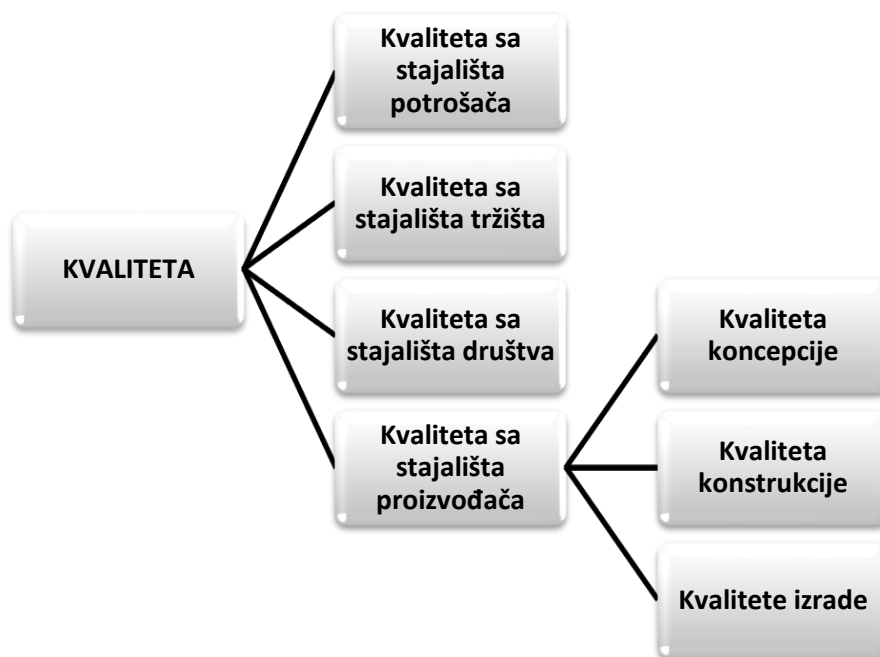 KVALITETA
Kvaliteta sa
stajališta
potrošača
Kvaliteta sa
stajališta tržišta
Kvaliteta sa
stajališta društva
Kvaliteta sa
stajališta
proizvođača
Kvaliteta
koncepcije
Kvaliteta
konstrukcije
Kvalitete izrade